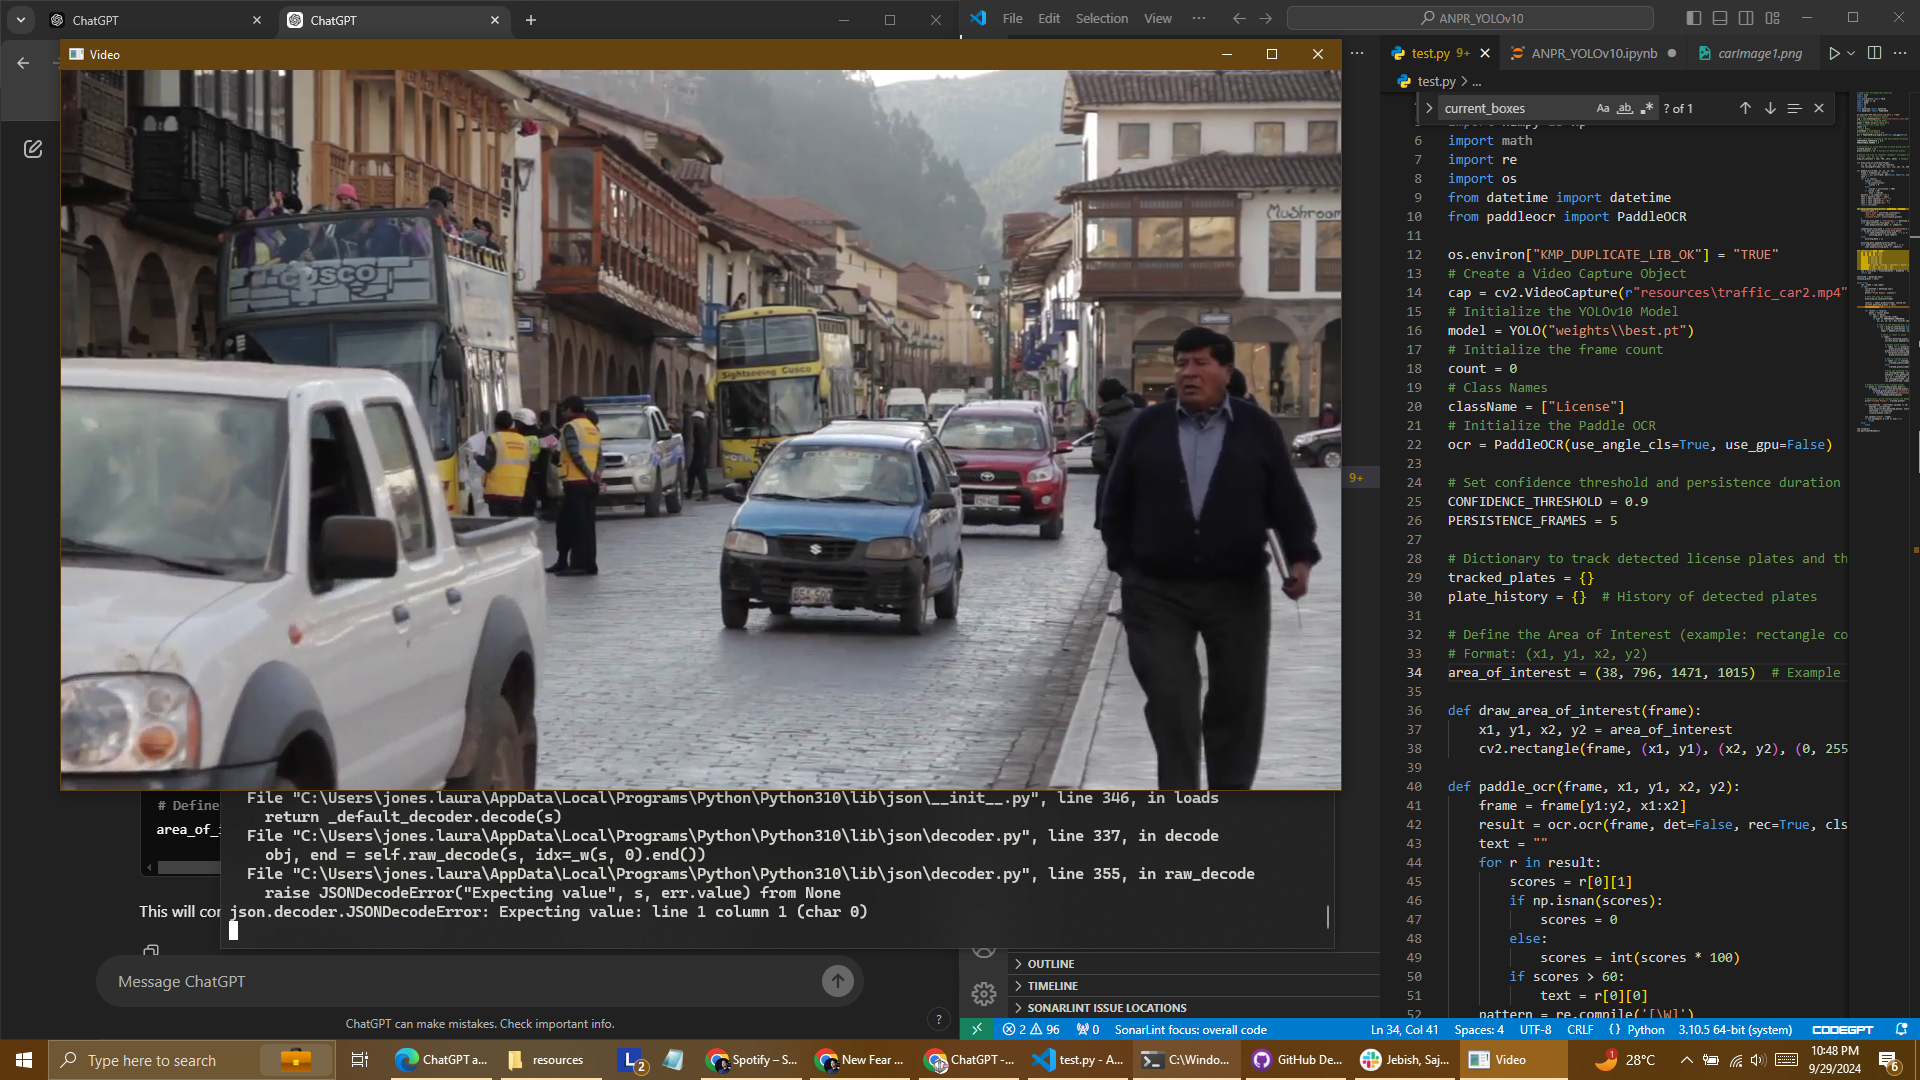 ChatGPT
ChatGPT
File Edit Selection View ···
ANPR_YOLOv10
Video
cusco
Sightseeing Cusco
MUSHROOM
test.py 9+
ANPR_YOLOv10.ipynb
carImage1.png
test.py > ...
current_boxes
Aa ab
? of 1
6 import math
7 import re
8 import os
9 from datetime import datetime
10 from paddleocr import PaddleOCR
11
12 os.environ["KMP_DUPLICATE_LIB_OK"] = "TRUE"
13 # Create a Video Capture Object
14 cap = cv2.VideoCapture(r"resources\traffic_car2.mp4"
15 # Initialize the YOLOv10 Model
16 model = YOLO("weights\\best.pt")
17 # Initialize the frame count
18 count = 0
19 # Class Names
20 className = ["License"]
21 # Initialize the Paddle OCR
22 ocr = PaddleOCR(use_angle_cls=True, use_gpu=False)
23
24 # Set confidence threshold and persistence duration
25 CONFIDENCE_THRESHOLD = 0.9
26 PERSISTENCE_FRAMES = 5
27
28 # Dictionary to track detected license plates and th
29 tracked_plates = {}
30 plate_history = {} # History of detected plates
31
32 # Define the Area of Interest (example: rectangle co
33 # Format: (x1, y1, x2, y2)
34 area_of_interest = (38, 796, 1471, 1015) # Example
35
36 def draw_area_of_interest(frame):
37 x1, y1, x2, y2 = area_of_interest
38 cv2.rectangle(frame, (x1, y1), (x2, y2), (0, 255
39
40 def paddle_ocr(frame, x1, y1, x2, y2):
41 frame = frame[y1:y2, x1:x2]
42 result = ocr.ocr(frame, det=False, rec=True, cls
43 text = ""
44 for r in result:
45 scores = r[0][1]
46 if np.isnan(scores):
47 scores = 0
48 else:
49 scores = int(scores * 100)
50 if scores > 60:
51 text = r[0][0]
52 pattern = re.compile('[\W]')
9+
# Define
area_of_i
This will cor
File "C:\Users\jones.laura\AppData\Local\Programs\Python\Python310\lib\json\__init__.py", line 346, in loads
return _default_decoder.decode(s)
File "C:\Users\jones.laura\AppData\Local\Programs\Python\Python310\lib\json\decoder.py", line 337, in decode
obj, end = self.raw_decode(s, idx=_w(s, 0).end())
File "C:\Users\jones.laura\AppData\Local\Programs\Python\Python310\lib\json\decoder.py", line 355, in raw_decode
raise JSONDecodeError("Expecting value", s, err.value) from None
json.decoder.JSONDecodeError: Expecting value: line 1 column 1 (char 0)
Message ChatGPT
ChatGPT can make mistakes. Check important info.
?
OUTLINE
TIMELINE
SONARLINT ISSUE LOCATIONS
2 96 0 SonarLint focus: overall code
Ln 34, Col 41 Spaces: 4 UTF-8 CRLF {} Python 3.10.5 64-bit (system) CODEGPT
Type here to search
ChatGPT a...
resources
L 2
Spotify – S...
New Fear ...
ChatGPT -...
test.py - A...
C:\Windo...
GitHub De...
Jebish, Saj...
Video
1
28°C
10:48 PM
9/29/2024
6